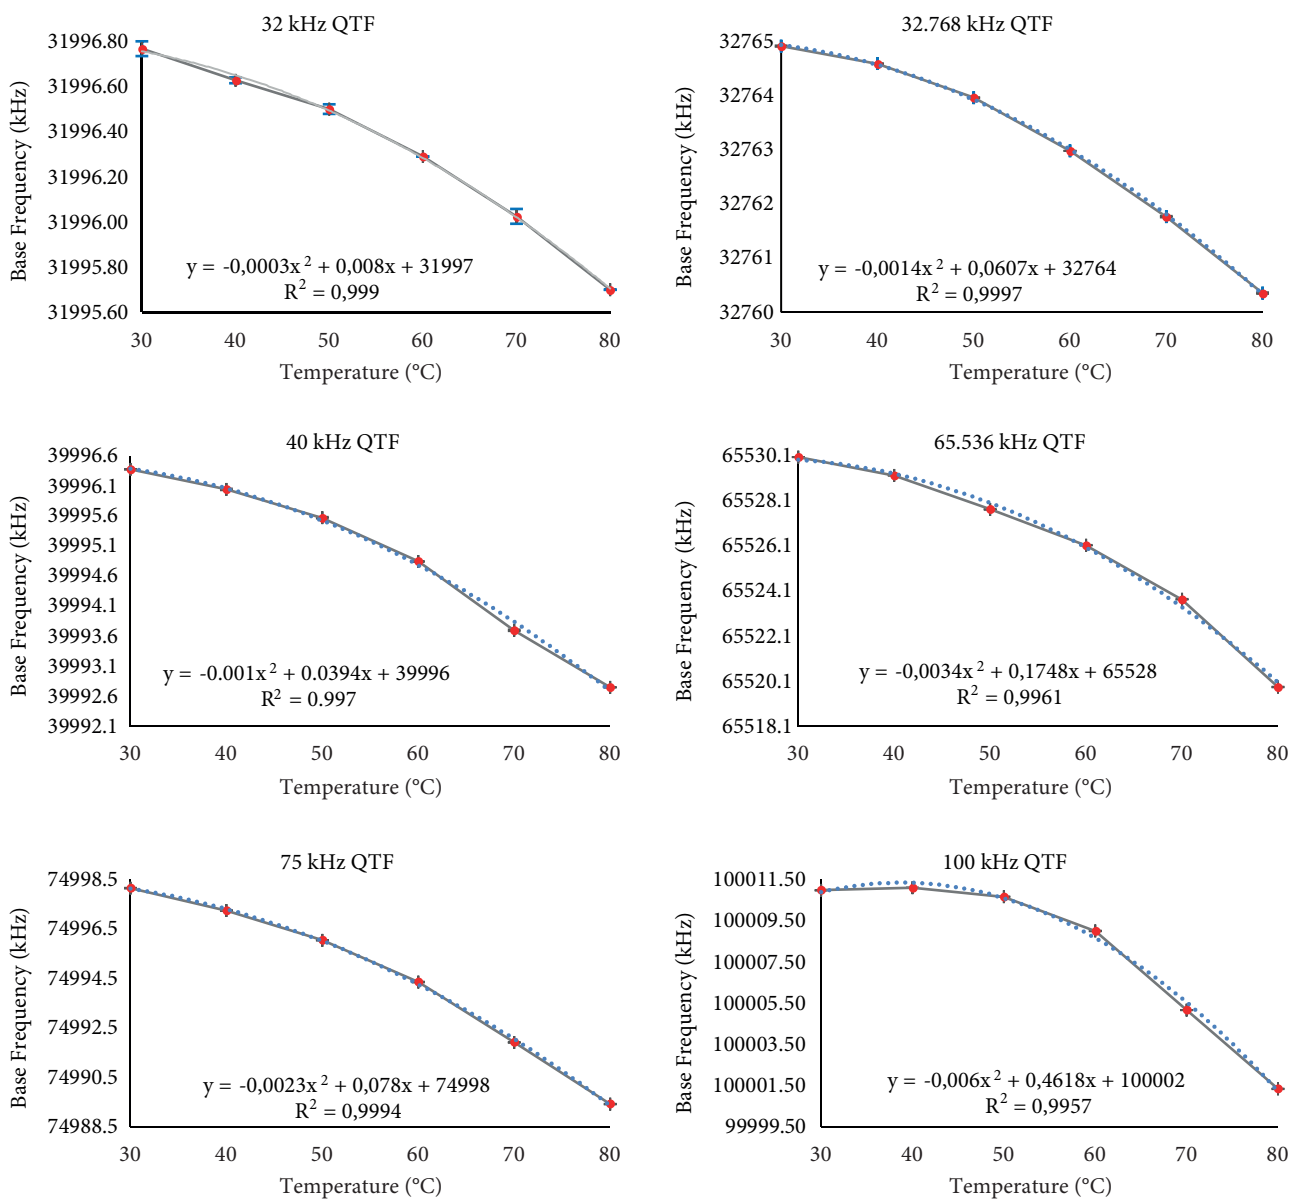 32 kHz QTF
Base Frequency (kHz)
31996.80
31996.60
31996.40
31996.20
31996.00
31995.80
31995.60
y = -0,0003x² + 0,008x + 31997
R² = 0,999
30 40 50 60 70 80
Temperature (°C)
32.768 kHz QTF
Base Frequency (kHz)
32765
32764
32763
32762
32761
32760
y = -0,0014x² + 0,0607x + 32764
R² = 0,9997
30 40 50 60 70 80
Temperature (°C)
40 kHz QTF
Base Frequency (kHz)
39996.6
39996.1
39995.6
39995.1
39994.6
39994.1
39993.6
39993.1
39992.6
39992.1
y = -0.001x² + 0.0394x + 39996
R² = 0.997
30 40 50 60 70 80
Temperature (°C)
65.536 kHz QTF
Base Frequency (kHz)
65530.1
65528.1
65526.1
65524.1
65522.1
65520.1
65518.1
y = -0,0034x² + 0,1748x + 65528
R² = 0,9961
30 40 50 60 70 80
Temperature (°C)
75 kHz QTF
Base Frequency (kHz)
74998.5
74996.5
74994.5
74992.5
74990.5
74988.5
y = -0,0023x² + 0,078x + 74998
R² = 0,9994
30 40 50 60 70 80
Temperature (°C)
100 kHz QTF
Base Frequency (kHz)
100011.50
100009.50
100007.50
100005.50
100003.50
100001.50
99999.50
y = -0,006x² + 0,4618x + 100002
R² = 0,9957
30 40 50 60 70 80
Temperature (°C)